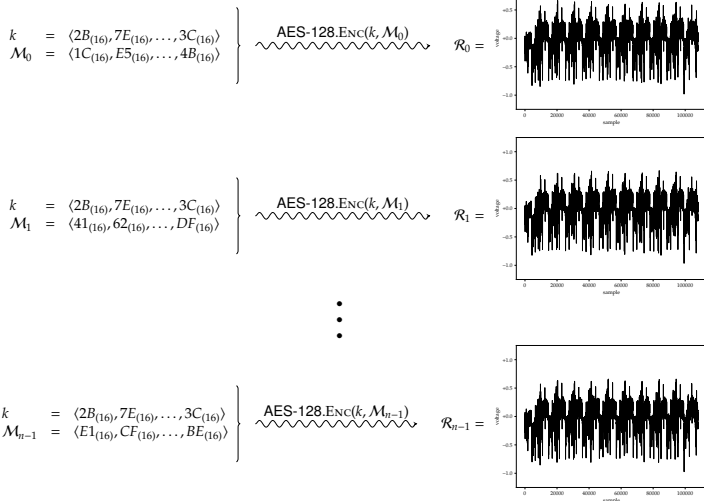 k = ⟨2B(16), 7E(16), . . . , 3C(16)⟩
M0 = ⟨1C(16), E5(16), . . . , 4B(16)⟩
AES-128.Enc(k, M0)
R0 =
+0.5
+0.0
−0.5
−1.0
voltage
0 20000 40000 60000 80000 100000
sample
k = ⟨2B(16), 7E(16), . . . , 3C(16)⟩
M1 = ⟨41(16), 62(16), . . . , DF(16)⟩
AES-128.Enc(k, M1)
R1 =
+1.0
+0.5
+0.0
−0.5
−1.0
voltage
0 20000 40000 60000 80000 100000
sample
k = ⟨2B(16), 7E(16), . . . , 3C(16)⟩
Mn−1 = ⟨E1(16), CF(16), . . . , BE(16)⟩
AES-128.Enc(k, Mn−1)
Rn−1 =
+1.0
+0.5
+0.0
−0.5
−1.0
voltage
0 20000 40000 60000 80000 100000
sample